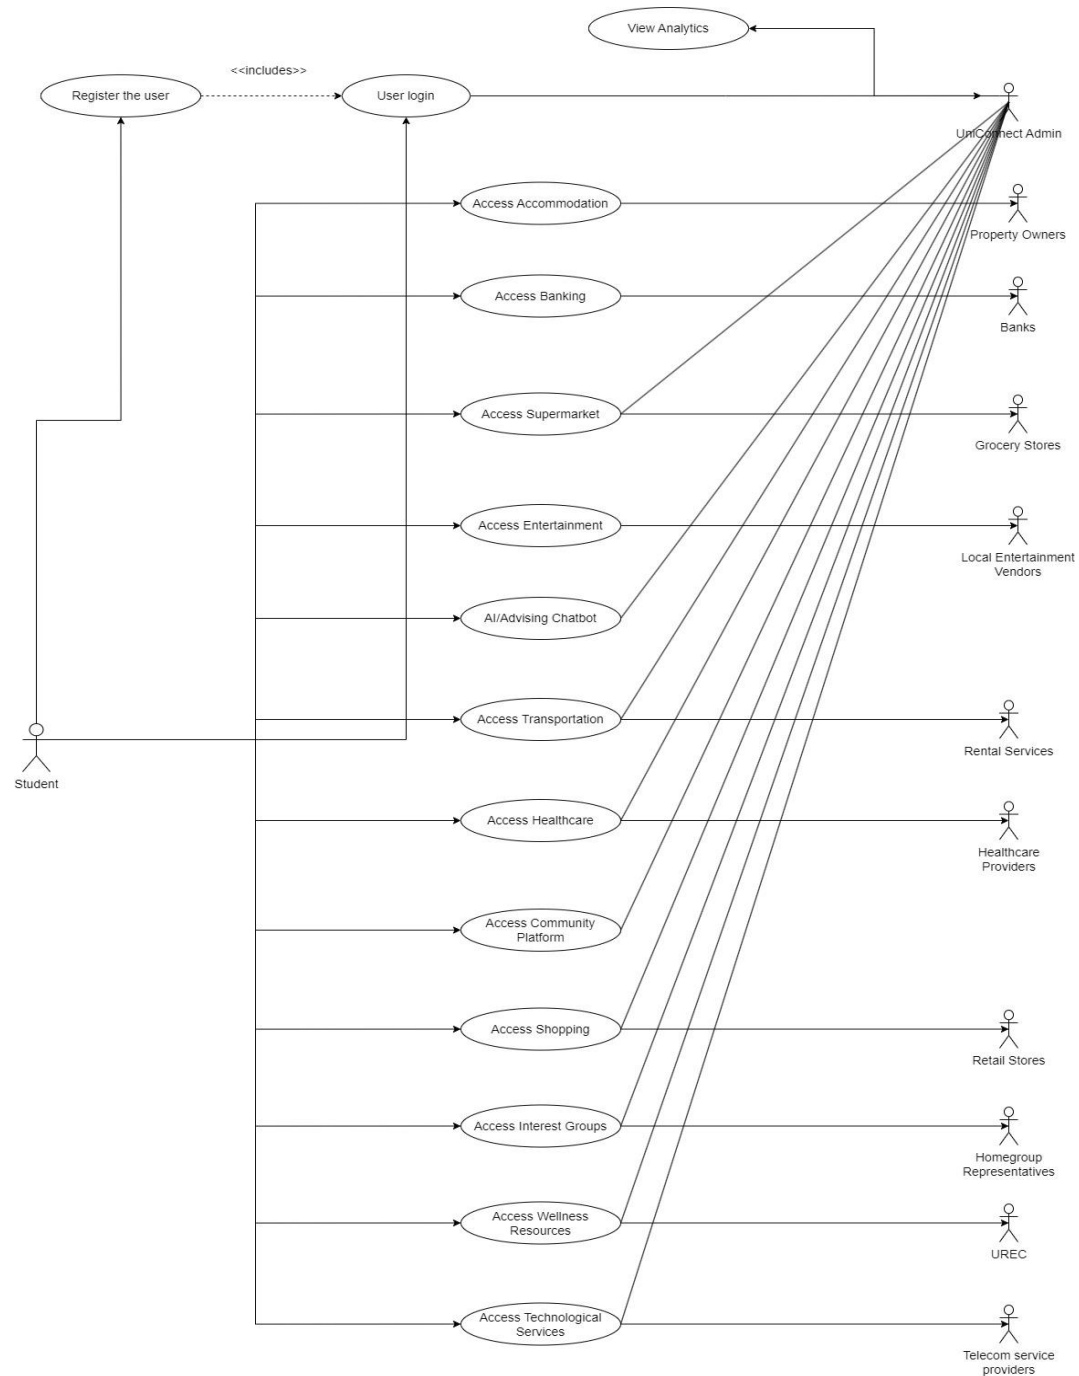 View Analytics
<<includes>>
Register the user
User login
UniConnect Admin
Access Accommodation
Property Owners
Access Banking
Banks
Access Supermarket
Grocery Stores
Access Entertainment
Local Entertainment
Vendors
AI/Advising Chatbot
Access Transportation
Rental Services
Student
Access Healthcare
Healthcare
Providers
Access Community
Platform
Access Shopping
Retail Stores
Access Interest Groups
Homegroup
Representatives
Access Wellness
Resources
UREC
Access Technological
Services
Telecom service
providers